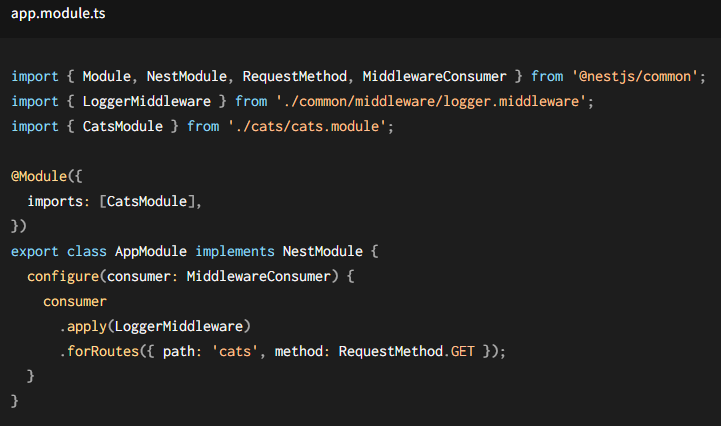 app.module.ts
import { Module, NestModule, RequestMethod, MiddlewareConsumer } from '@nestjs/common';
import { LoggerMiddleware } from './common/middleware/logger.middleware';
import { CatsModule } from './cats/cats.module';
@Module({
  imports: [CatsModule],
})
export class AppModule implements NestModule {
  configure(consumer: MiddlewareConsumer) {
    consumer
      .apply(LoggerMiddleware)
      .forRoutes({ path: 'cats', method: RequestMethod.GET });
  }
}